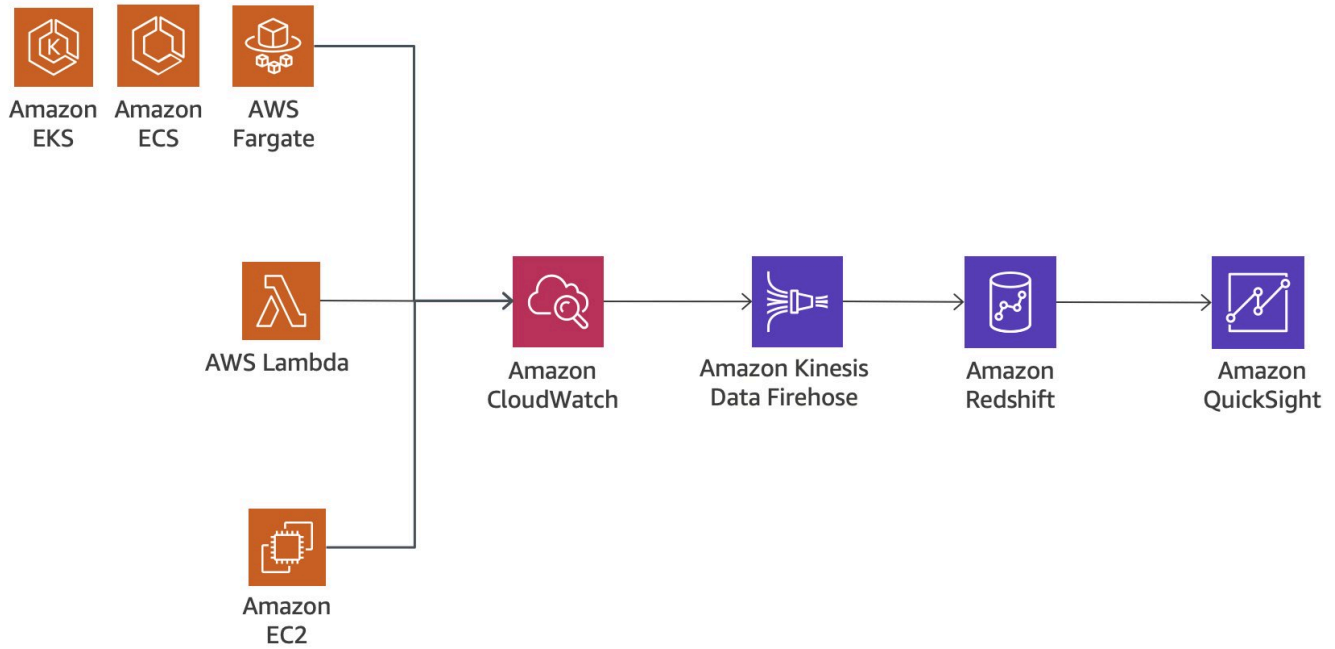 K
Amazon
EKS
Amazon
ECS
AWS
Fargate
AWS Lambda
Amazon
CloudWatch
Amazon Kinesis
Data Firehose
Amazon
Redshift
Amazon
QuickSight
Amazon
EC2